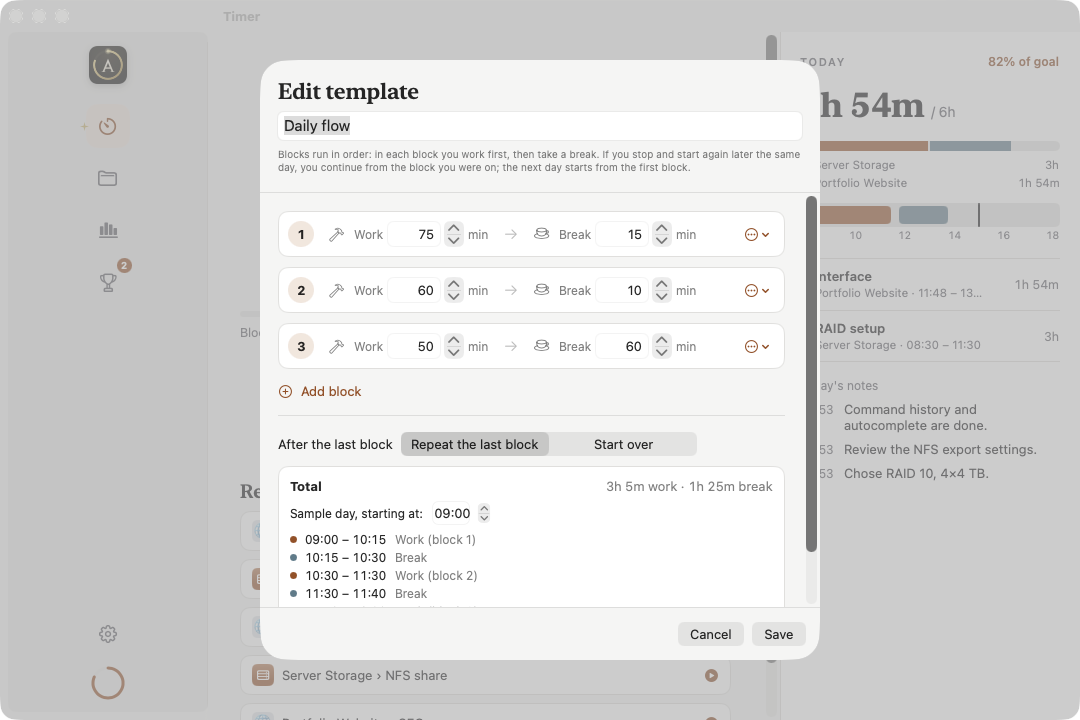 Timer
A
2
TODAY
82% of goal
h 54m / 6h
Server Storage 3h
Portfolio Website 1h 54m
10 12 14 16 18
Interface
Portfolio Website · 11:48 – 13... 1h 54m
RAID setup
Server Storage · 08:30 – 11:30 3h
notes
53 Command history and
autocomplete are done.
53 Review the NFS export settings.
53 Chose RAID 10, 4×4 TB.
Edit template
Daily flow
Blocks run in order: in each block you work first, then take a break. If you stop and start again later the same
day, you continue from the block you were on; the next day starts from the first block.
1 Work 75 min → Break 15 min
2 Work 60 min → Break 10 min
3 Work 50 min → Break 60 min
Add block
After the last block Repeat the last block Start over
Total 3h 5m work · 1h 25m break
Sample day, starting at: 09:00
09:00 – 10:15 Work (block 1)
10:15 – 10:30 Break
10:30 – 11:30 Work (block 2)
11:30 – 11:40 Break
Cancel Save
Server Storage › NFS share